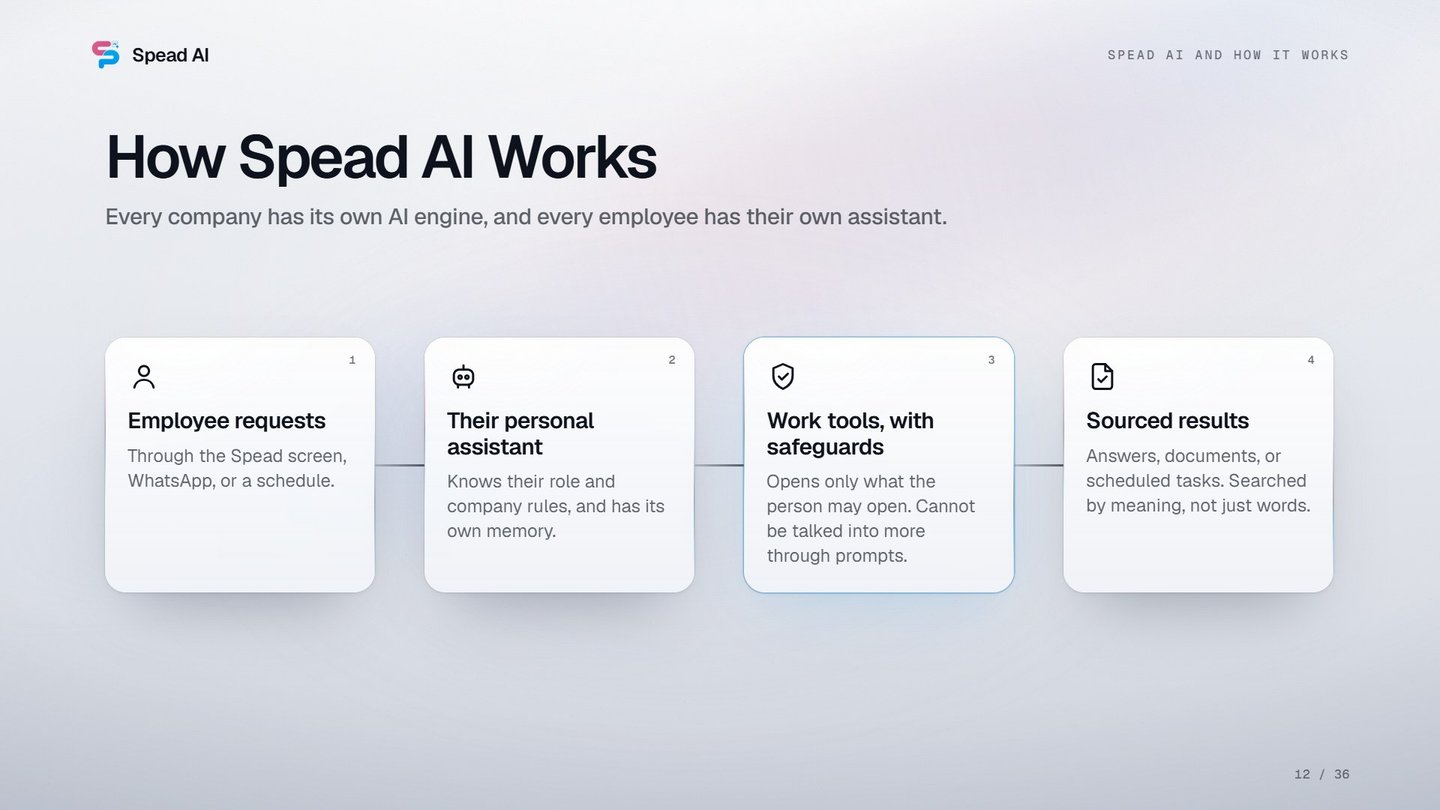 Spead AI
SPEAD AI AND HOW IT WORKS
How Spead AI Works
Every company has its own AI engine, and every employee has their own assistant.
1
Employee requests
Through the Spead screen,
WhatsApp, or a schedule.
2
Their personal
assistant
Knows their role and
company rules, and has its
own memory.
3
Work tools, with
safeguards
Opens only what the
person may open. Cannot
be talked into more
through prompts.
4
Sourced results
Answers, documents, or
scheduled tasks. Searched
by meaning, not just words.
12 / 36